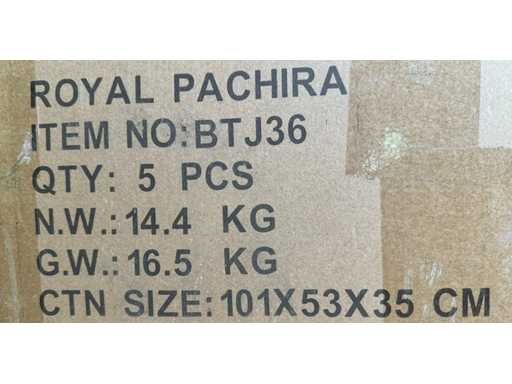 ROYAL PACHIRA
ITEM NO:BTJ36
QTY: 5 PCS
N.W.:14.4 KG
G.W.:16.5 KG
CTN SIZE:101X53X35 CM